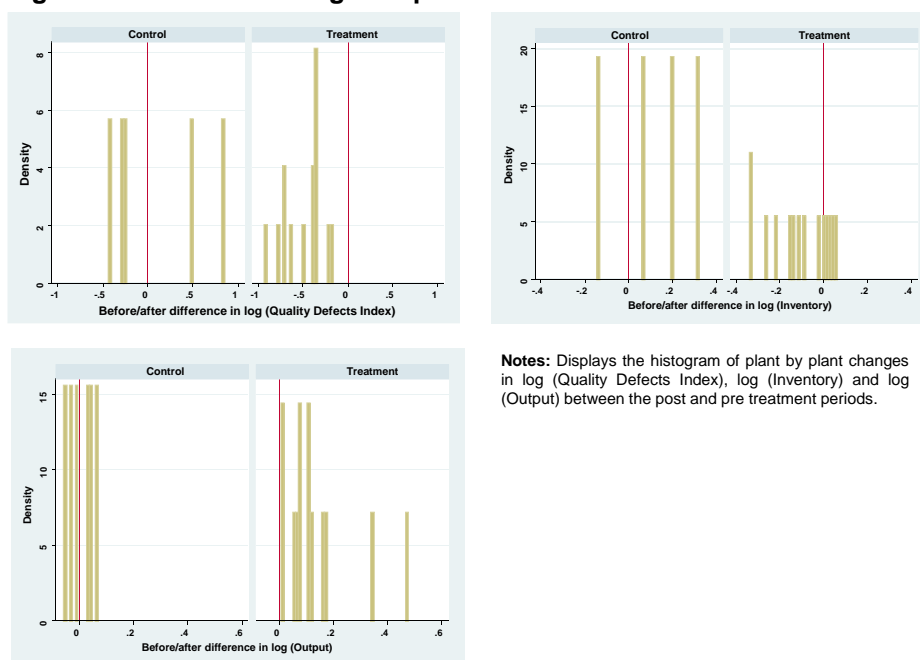 Control Treatment
8
6
4
2
0
Density
-1 -.5 0 .5 1 -1 -.5 0 .5 1
Before/after difference in log (Quality Defects Index)
Control Treatment
20
15
10
5
0
Density
-.4 -.2 0 .2 .4 -.4 -.2 0 .2 .4
Before/after difference in log (Inventory)
Control Treatment
15
10
5
0
Density
0 .2 .4 .6 0 .2 .4 .6
Before/after difference in log (Output)
Notes: Displays the histogram of plant by plant changes
in log (Quality Defects Index), log (Inventory) and log
(Output) between the post and pre treatment periods.